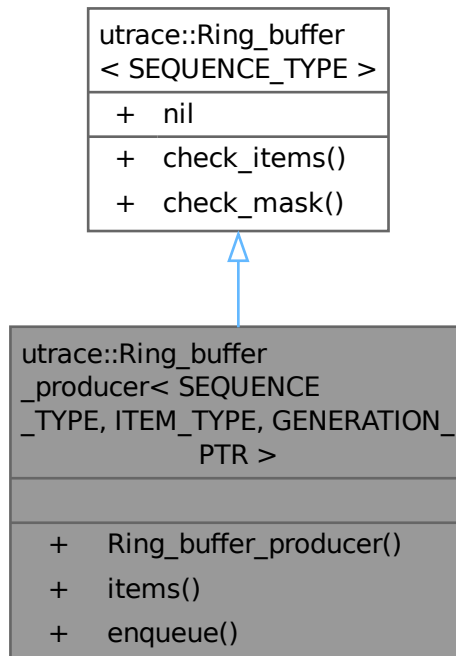 utrace::Ring_buffer
< SEQUENCE_TYPE >
+ nil
+ check_items()
+ check_mask()
utrace::Ring_buffer
_producer< SEQUENCE
_TYPE, ITEM_TYPE, GENERATION_
PTR >
+ Ring_buffer_producer()
+ items()
+ enqueue()